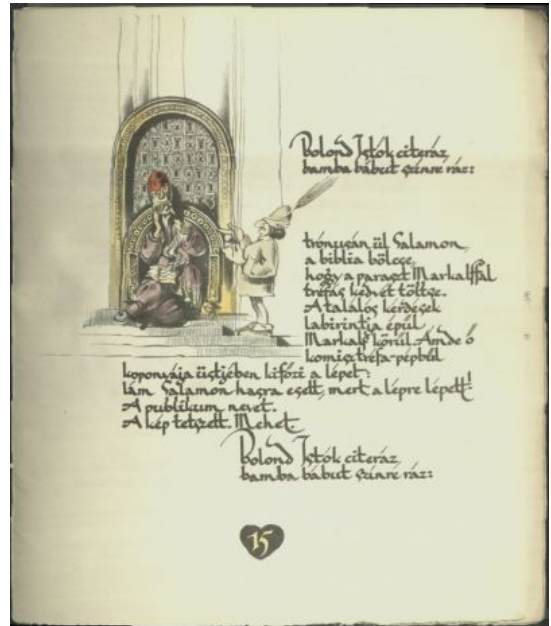 Bolond Istók citeráz,
bamba bábut színre ráz:
trónusán ül Salamon,
a biblia bölcse,
hogy a paraszt Markalffal
tréfás kedvét töltse.
A találós kérdések
labirintja épül
Markalf körül. Ámde ő
komisz tréfa-pépből
koponyája üstjében kifőzi a lépet:
lám Salamon hasra esett, mert a lépre lépett!
A publikum nevet.
A kép tetszett. Mehet.
Bolond Istók citeráz,
bamba bábut színre ráz:
15